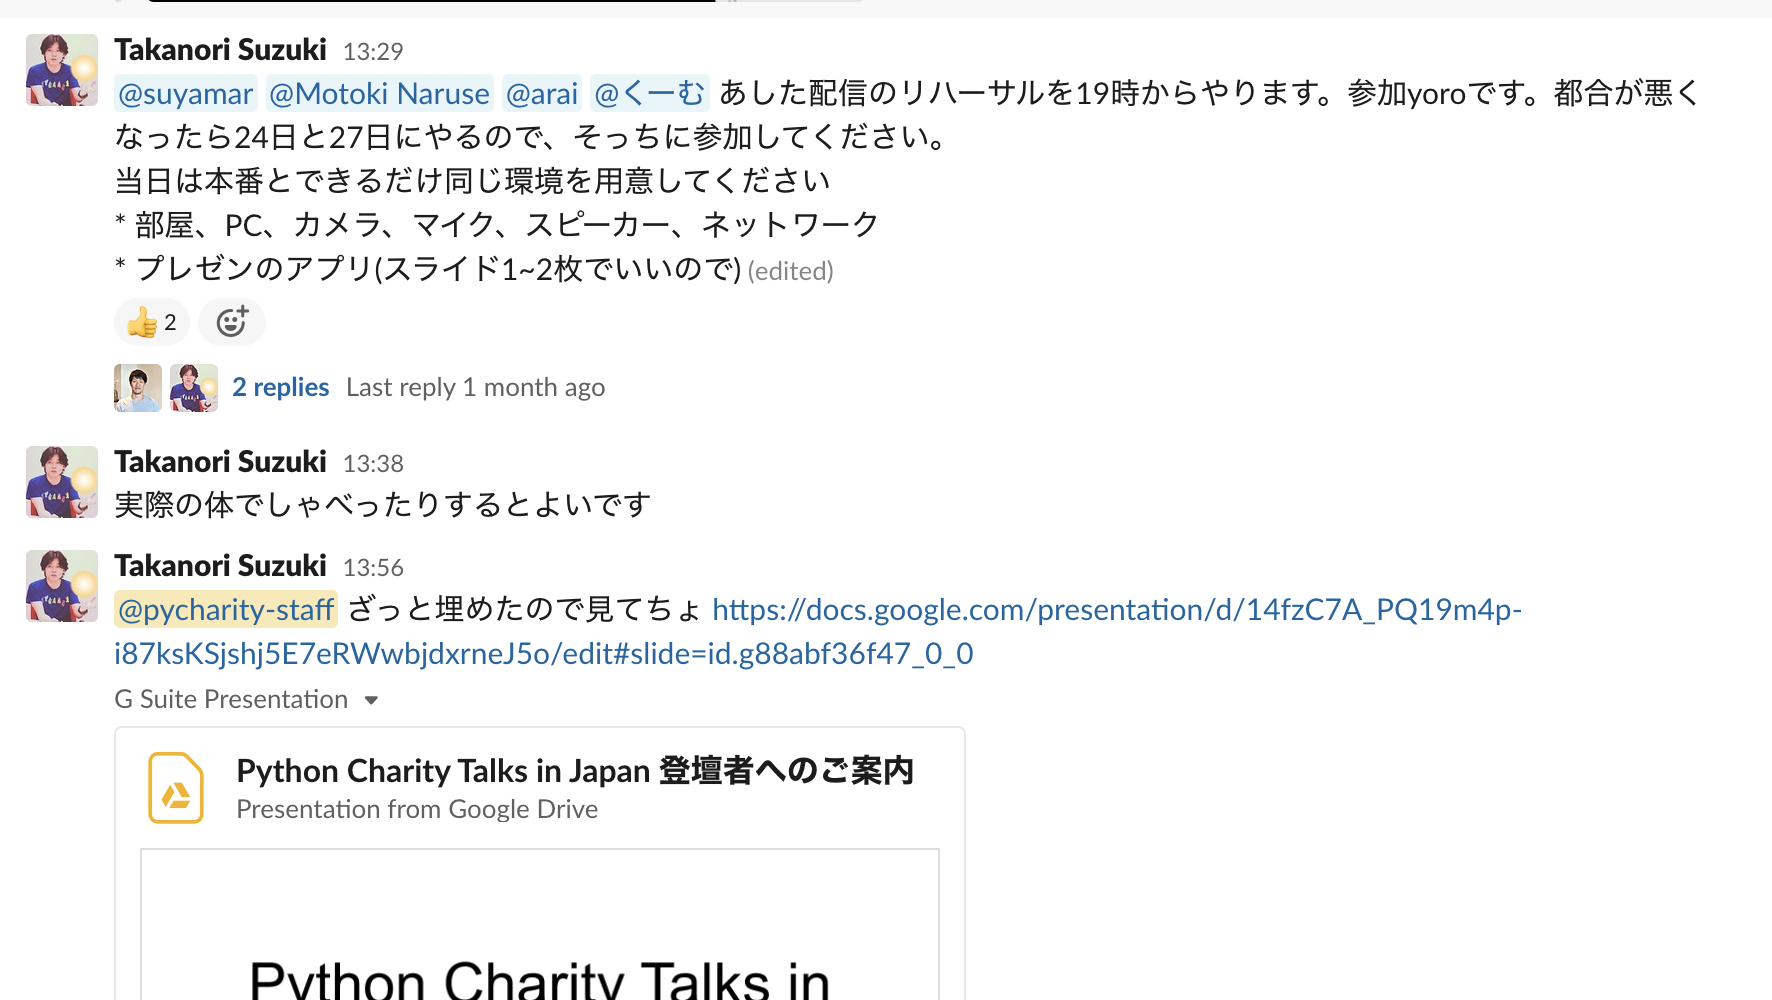 Takanori Suzuki 13:29
@suyamar @Motoki Naruse @arai @くーむ あした配信のリハーサルを19時からやります。参加yoroです。都合が悪く
なったら24日と27日にやるので、そっちに参加してください。
当日は本番とできるだけ同じ環境を用意してください
* 部屋、PC、カメラ、マイク、スピーカー、ネットワーク
* プレゼンのアプリ(スライド1~2枚でいいので) (edited)
👍 2
2 replies Last reply 1 month ago
Takanori Suzuki 13:38
実際の体でしゃべったりするとよいです
Takanori Suzuki 13:56
@pycharity-staff ざっと埋めたので見てちょ https://docs.google.com/presentation/d/14fzC7A_PQ19m4p-
i87ksKSjshj5E7eRWwbjdxrneJ5o/edit#slide=id.g88abf36f47_0_0
G Suite Presentation
Python Charity Talks in Japan 登壇者へのご案内
Presentation from Google Drive
Python Charity Talks in